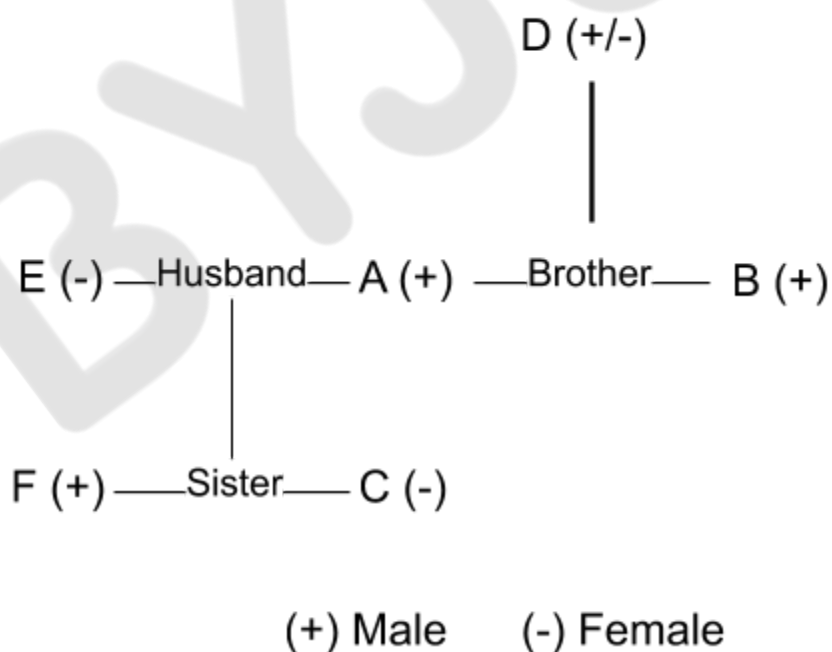 D (+/-)
E (-) Husband A (+) Brother B (+)
F (+) Sister C (-)
(+) Male (-) Female